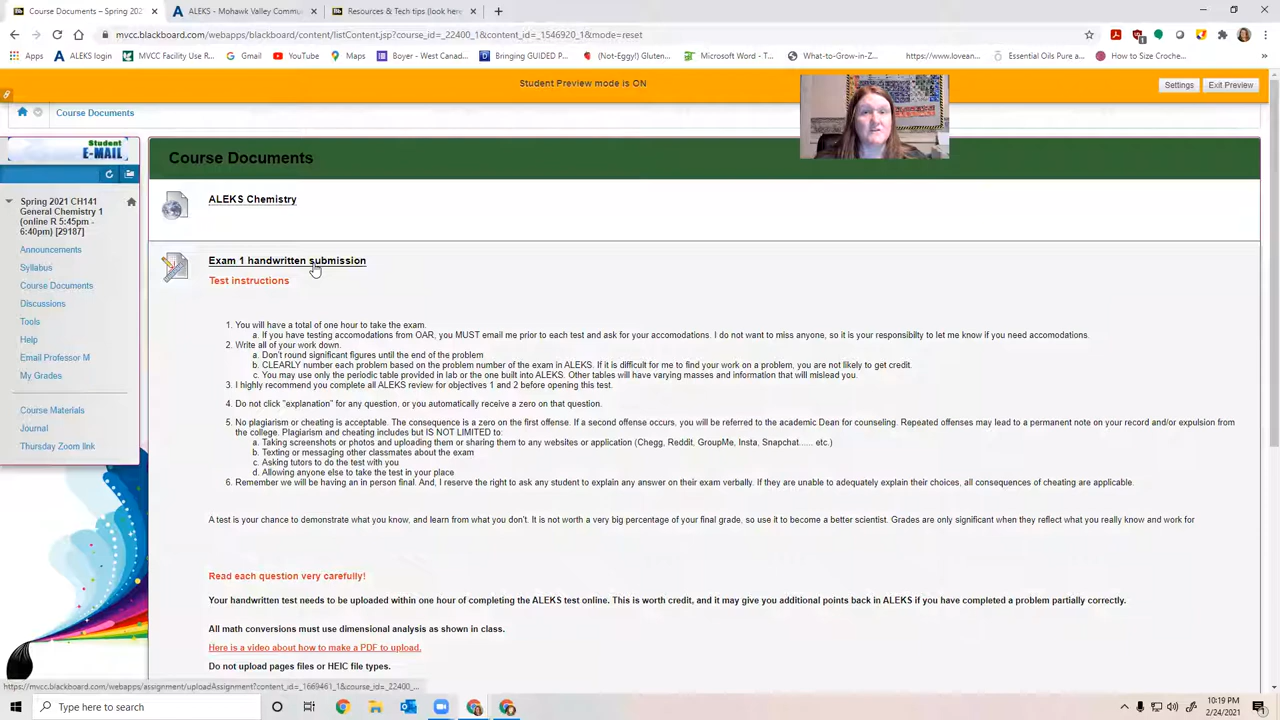 Course Documents – Spring 202
ALEKS - Mohawk Valley Commu
Resources & Tech tips (look here
mvcc.blackboard.com/webapps/blackboard/content/listContent.jsp?course_id=_22400_1&content_id=_1546920_1&mode=reset
Apps
ALEKS login
MVCC Facility Use R...
Gmail
YouTube
Maps
Boyer - West Canad...
Bringing GUIDED P...
(Not-Eggy!) Gluten...
Microsoft Word - T...
What-to-Grow-in-Z...
https://www.lovean...
Essential Oils Pure a...
How to Size Croche...
Student Preview mode is ON
Settings
Exit Preview
Course Documents
Student
E-MAIL
Course Documents
Spring 2021 CH141
General Chemistry 1
(online R 5:45pm -
6:40pm) [29187]
Announcements
Syllabus
Course Documents
Discussions
Tools
Help
Email Professor M
My Grades
Course Materials
Journal
Thursday Zoom link
ALEKS Chemistry
Exam 1 handwritten submission
Test instructions
1. You will have a total of one hour to take the exam.
a. If you have testing accomodations from OAR, you MUST email me prior to each test and ask for your accomodations. I do not want to miss anyone, so it is your responsibilty to let me know if you need accomodations.
2. Write all of your work down.
a. Don't round significant figures until the end of the problem
b. CLEARLY number each problem based on the problem number of the exam in ALEKS. If it is difficult for me to find your work on a problem, you are not likely to get credit.
c. You may use only the periodic table provided in lab or the one built into ALEKS. Other tables will have varying masses and information that will mislead you.
3. I highly recommend you complete all ALEKS review for objectives 1 and 2 before opening this test.
4. Do not click "explanation" for any question, or you automatically receive a zero on that question.
5. No plagiarism or cheating is acceptable. The consequence is a zero on the first offense. If a second offense occurs, you will be referred to the academic Dean for counseling. Repeated offenses may lead to a permanent note on your record and/or expulsion from
the college. Plagiarism and cheating includes but IS NOT LIMITED to:
a. Taking screenshots or photos and uploading them or sharing them to any websites or application (Chegg, Reddit, GroupMe, Insta, Snapchat...... etc.)
b. Texting or messaging other classmates about the exam
c. Asking tutors to do the test with you
d. Allowing anyone else to take the test in your place
6. Remember we will be having an in person final. And, I reserve the right to ask any student to explain any answer on their exam verbally. If they are unable to adequately explain their choices, all consequences of cheating are applicable.
A test is your chance to demonstrate what you know, and learn from what you don't. It is not worth a very big percentage of your final grade, so use it to become a better scientist. Grades are only significant when they reflect what you really know and work for
Read each question very carefully!
Your handwritten test needs to be uploaded within one hour of completing the ALEKS test online. This is worth credit, and it may give you additional points back in ALEKS if you have completed a problem partially correctly.
All math conversions must use dimensional analysis as shown in class.
Here is a video about how to make a PDF to upload.
Do not upload pages files or HEIC file types.
https://mvcc.blackboard.com/webapps/assignment/uploadAssignment?content_id=_1669461_1&course_id=_22400_...
Type here to search
10:19 PM
2/24/2021